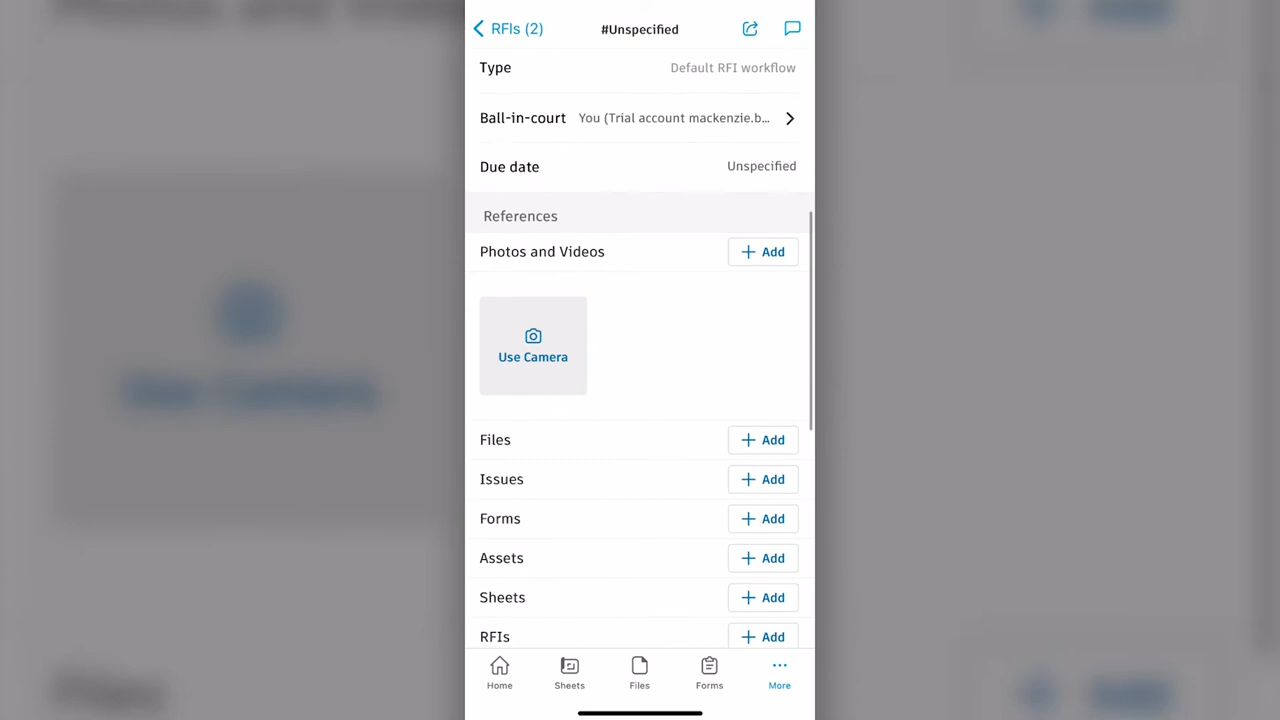 RFIs (2)
#Unspecified
Type
Default RFI workflow
Ball-in-court
You (Trial account mackenzie.b...
Due date
Unspecified
References
Photos and Videos
Add
Use Camera
Files
Add
Issues
Add
Forms
Add
Assets
Add
Sheets
Add
RFIs
Add
Home
Sheets
Files
Forms
More